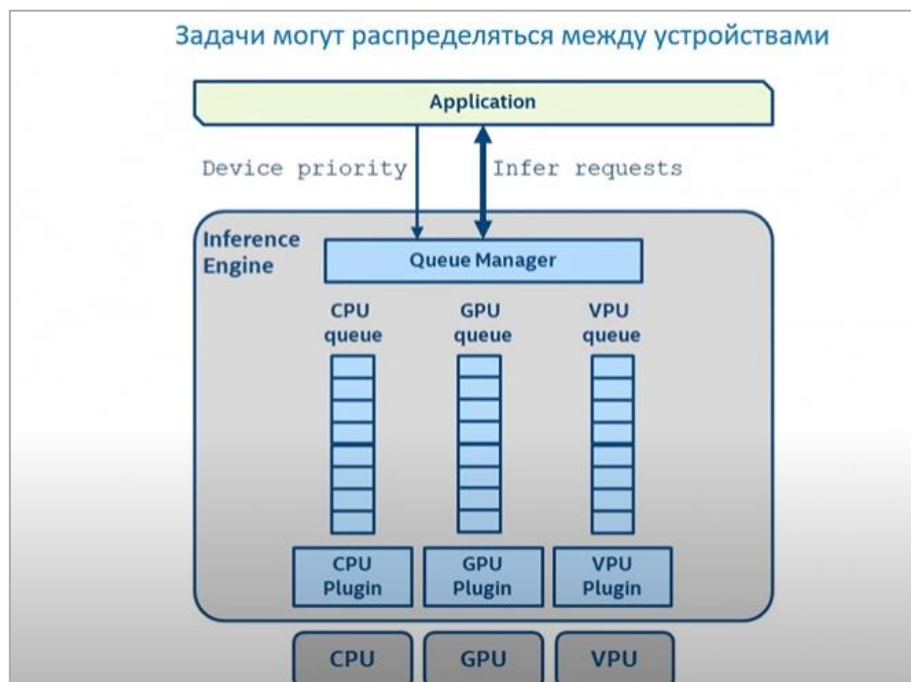 Задачи могут распределяться между устройствами
Application
Device priority
Infer requests
Inference
Engine
Queue Manager
CPU
queue
GPU
queue
VPU
queue
CPU
Plugin
GPU
Plugin
VPU
Plugin
CPU
GPU
VPU